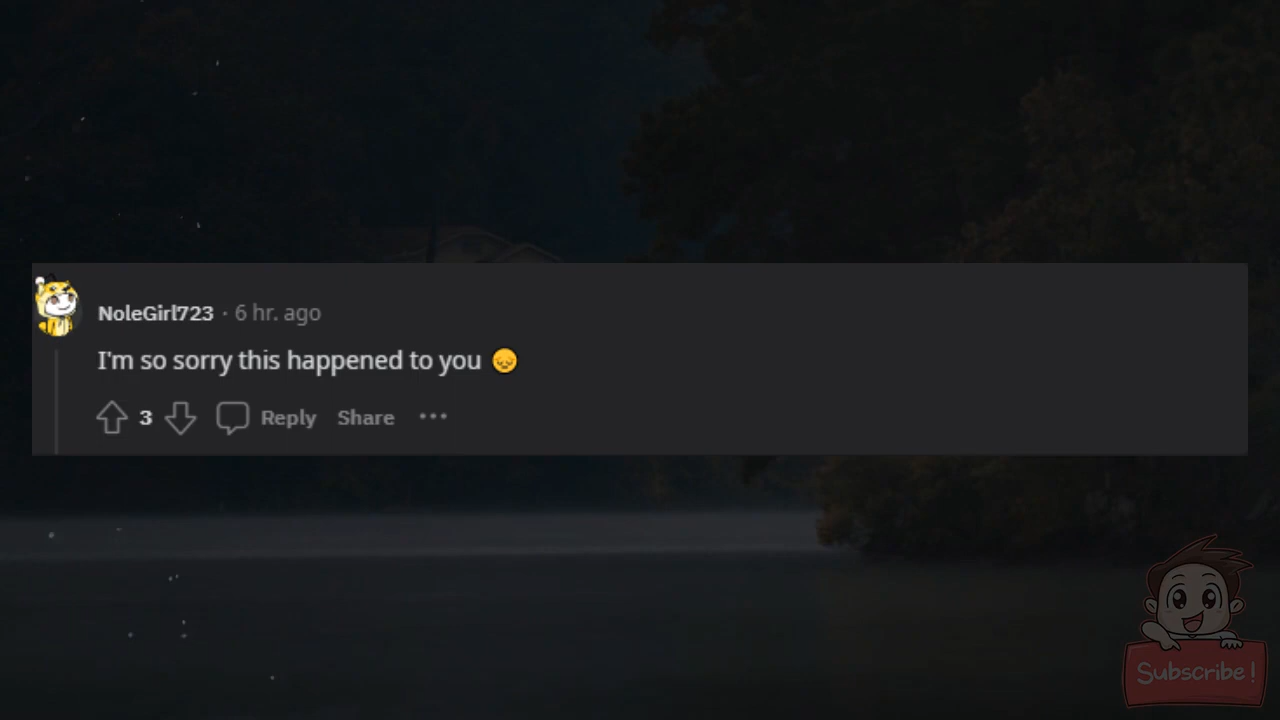 NoleGirl723 · 6 hr. ago
I'm so sorry this happened to you 😞
3 Reply Share ...
Subscribe!